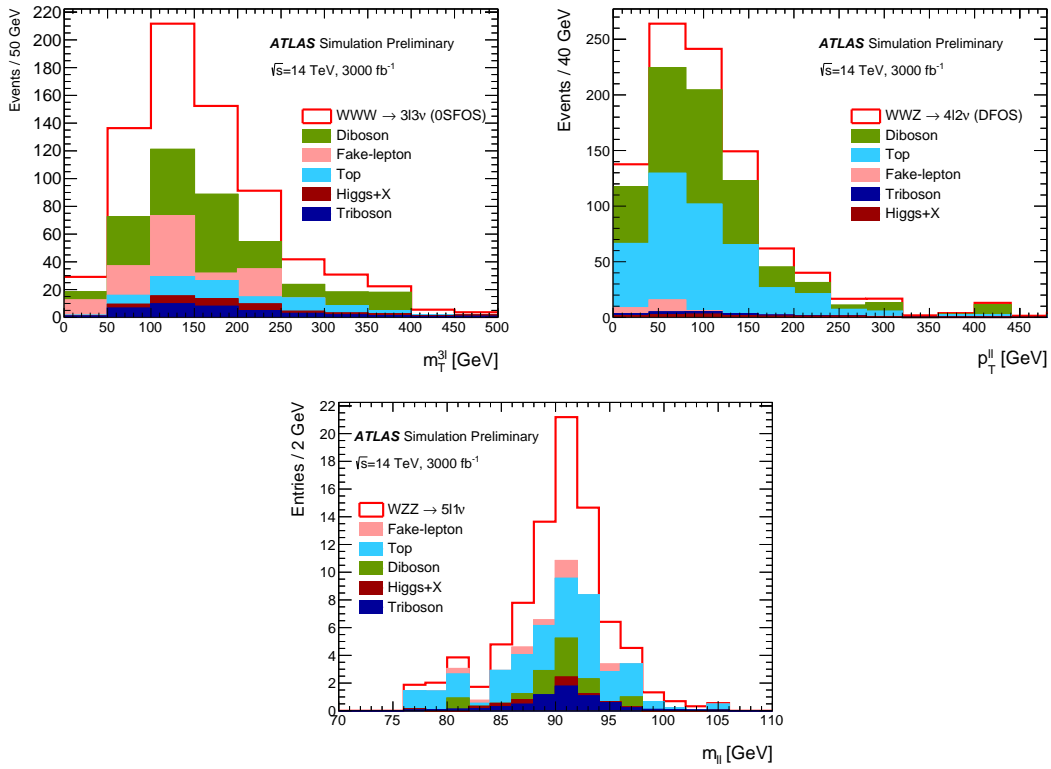 Events / 50 GeV
220
200
180
160
140
120
100
80
60
40
20
0
ATLAS Simulation Preliminary
√s=14 TeV, 3000 fb⁻¹
WWW → 3l3ν (0SFOS)
Diboson
Fake-lepton
Top
Higgs+X
Triboson
0 50 100 150 200 250 300 350 400 450 500
m_T^3l [GeV]
Events / 40 GeV
250
200
150
100
50
0
ATLAS Simulation Preliminary
√s=14 TeV, 3000 fb⁻¹
WWZ → 4l2ν (DFOS)
Diboson
Top
Fake-lepton
Triboson
Higgs+X
0 50 100 150 200 250 300 350 400 450
p_T^ll [GeV]
Entries / 2 GeV
22
20
18
16
14
12
10
8
6
4
2
0
ATLAS Simulation Preliminary
√s=14 TeV, 3000 fb⁻¹
WZZ → 5l1ν
Fake-lepton
Top
Diboson
Higgs+X
Triboson
70 75 80 85 90 95 100 105 110
m_ll [GeV]